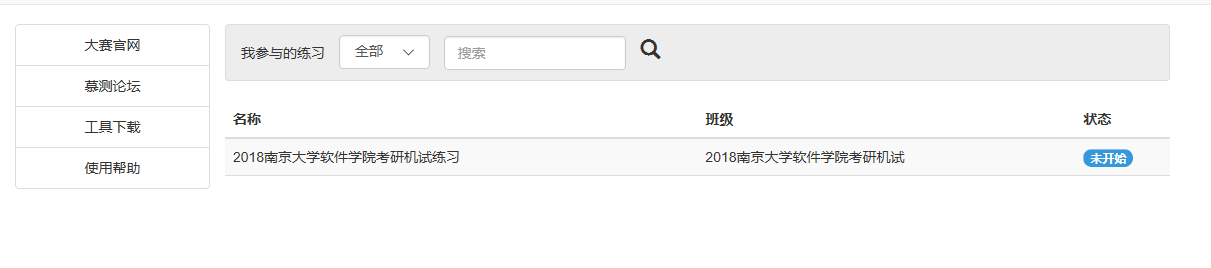 大赛官网
慕测论坛
工具下载
使用帮助
我参与的练习 全部 搜索
名称 班级 状态
2018南京大学软件学院考研机试练习 2018南京大学软件学院考研机试 未开始